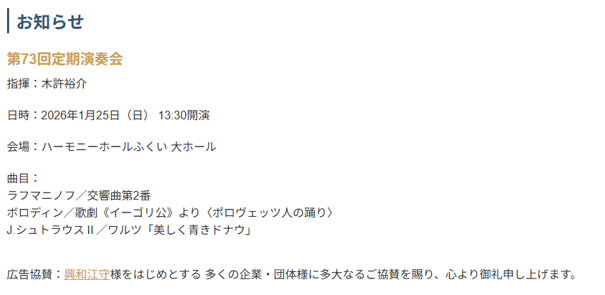 お知らせ
第73回定期演奏会
指揮：木許裕介
日時：2026年1月25日（日） 13:30開演
会場：ハーモニーホールふくい 大ホール
曲目：
ラフマニノフ／交響曲第2番
ボロディン／歌劇《イーゴリ公》より〈ポロヴェッツ人の踊り〉
J.シュトラウスⅡ／ワルツ「美しく青きドナウ」
広告協賛：興和江守様をはじめとする 多くの企業・団体様に多大なるご協賛を賜り、心より御礼申し上げます。